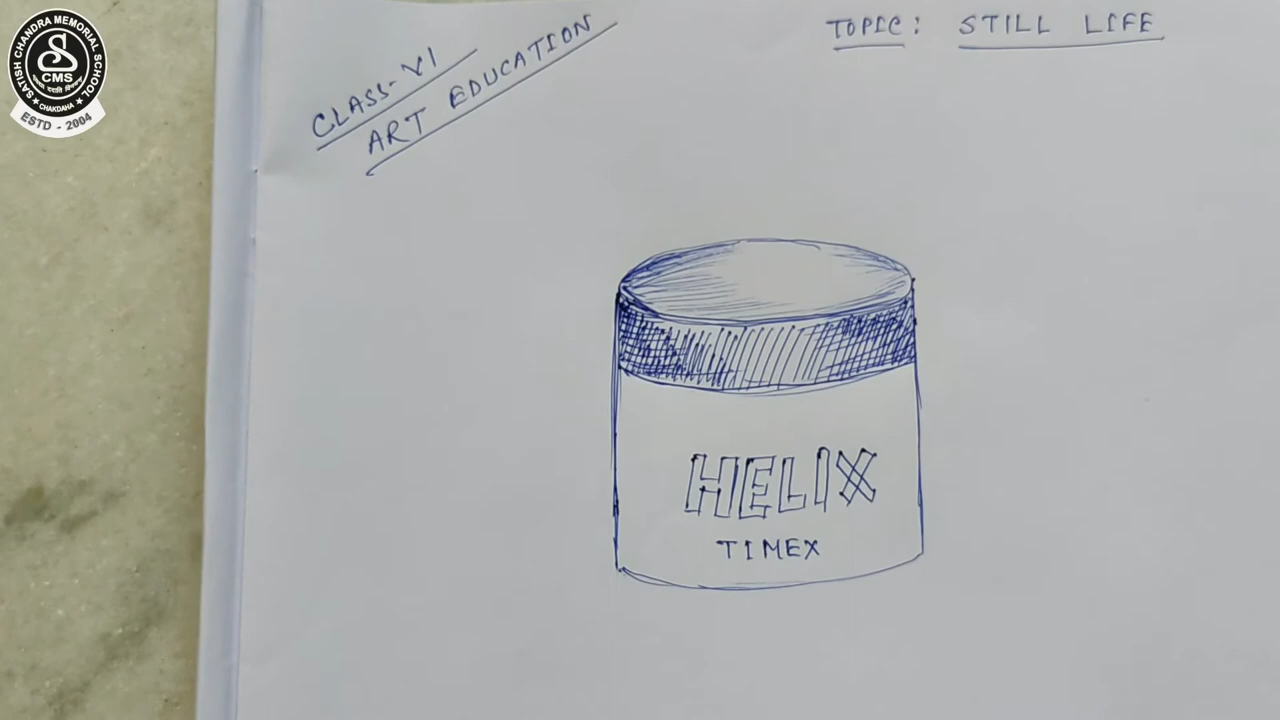 SATISH CHANDRA MEMORIAL SCHOOL
S
CMS
CHAKDAHA
ESTD - 2004
CLASS-VI
ART EDUCATION
TOPIC: STILL LIFE
HELIX
TIMEX